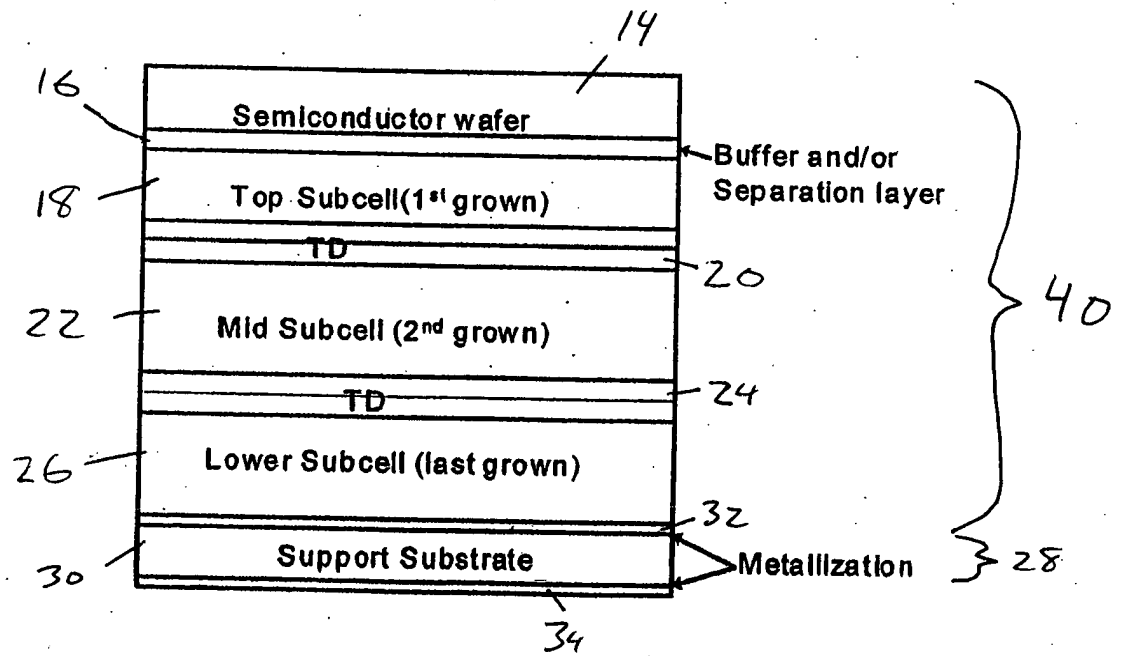 14
16
Semiconductor wafer
Buffer and/or
Separation layer
18
Top Subcell(1st grown)
TD
20
22
Mid Subcell (2nd grown)
40
TD
24
26
Lower Subcell (last grown)
32
30
Support Substrate
Metallization
28
34